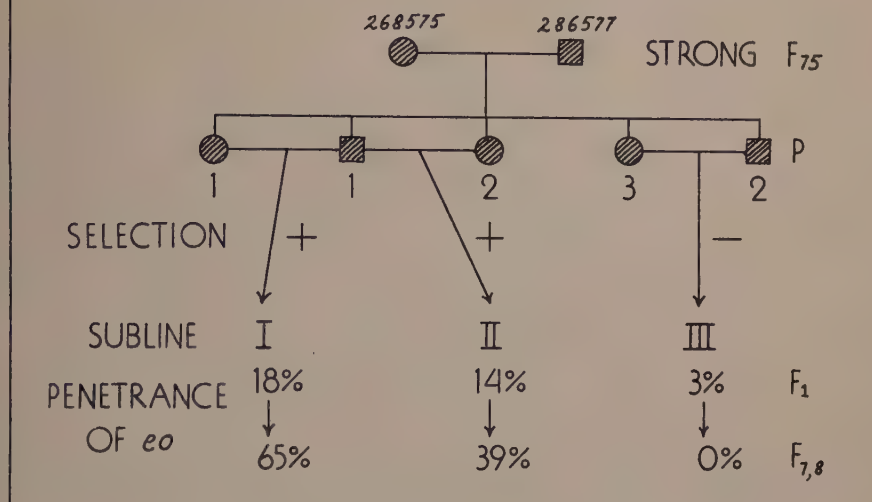 268575 286577
STRONG F75
P
1 1 2 3 2
SELECTION + + −
SUBLINE I II III
PENETRANCE 18% 14% 3% F1
OF eo 65% 39% 0% F7,8